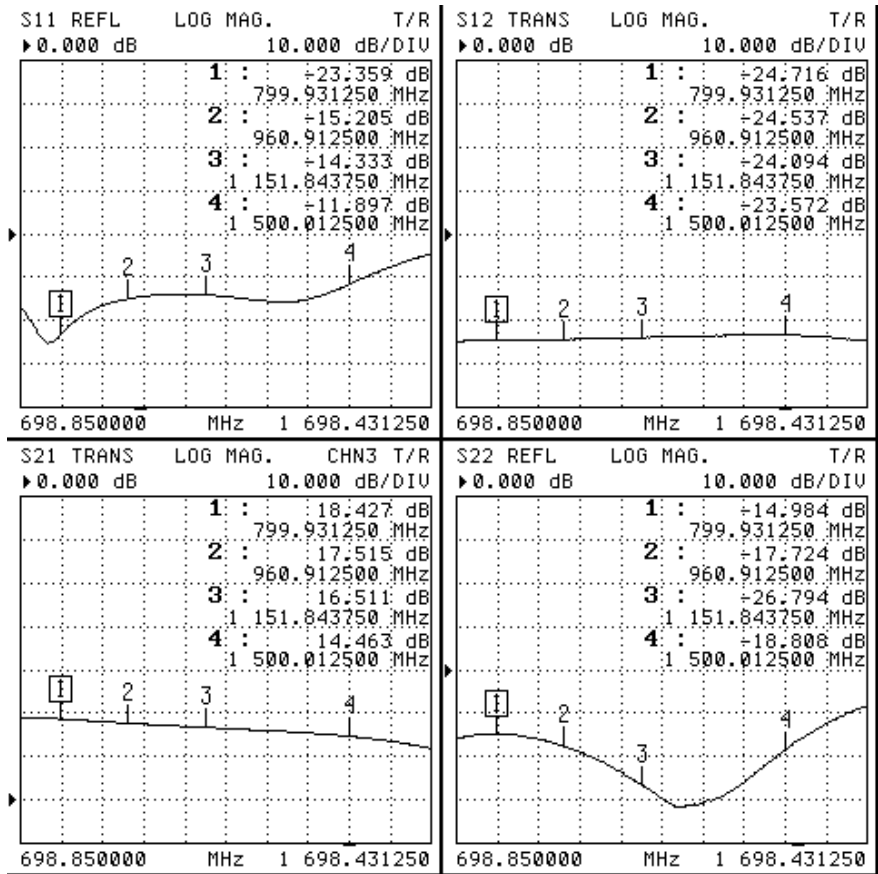 S11 REFL LOG MAG. T/R
▶0.000 dB 10.000 dB/DIV
1 : -23.359 dB
799.931250 MHz
2 : -15.205 dB
960.912500 MHz
3 : -14.333 dB
1 151.843750 MHz
4 : -11.897 dB
1 500.012500 MHz
1 2 3 4
698.850000 MHz 1 698.431250
S12 TRANS LOG MAG. T/R
▶0.000 dB 10.000 dB/DIV
1 : -24.716 dB
799.931250 MHz
2 : -24.537 dB
960.912500 MHz
3 : -24.094 dB
1 151.843750 MHz
4 : -23.572 dB
1 500.012500 MHz
1 2 3 4
698.850000 MHz 1 698.431250
S21 TRANS LOG MAG. CHN3 T/R
▶0.000 dB 10.000 dB/DIV
1 : 18.427 dB
799.931250 MHz
2 : 17.515 dB
960.912500 MHz
3 : 16.511 dB
1 151.843750 MHz
4 : 14.463 dB
1 500.012500 MHz
1 2 3 4
698.850000 MHz 1 698.431250
S22 REFL LOG MAG. T/R
▶0.000 dB 10.000 dB/DIV
1 : -14.984 dB
799.931250 MHz
2 : -17.724 dB
960.912500 MHz
3 : -26.794 dB
1 151.843750 MHz
4 : -18.808 dB
1 500.012500 MHz
1 2 3 4
698.850000 MHz 1 698.431250